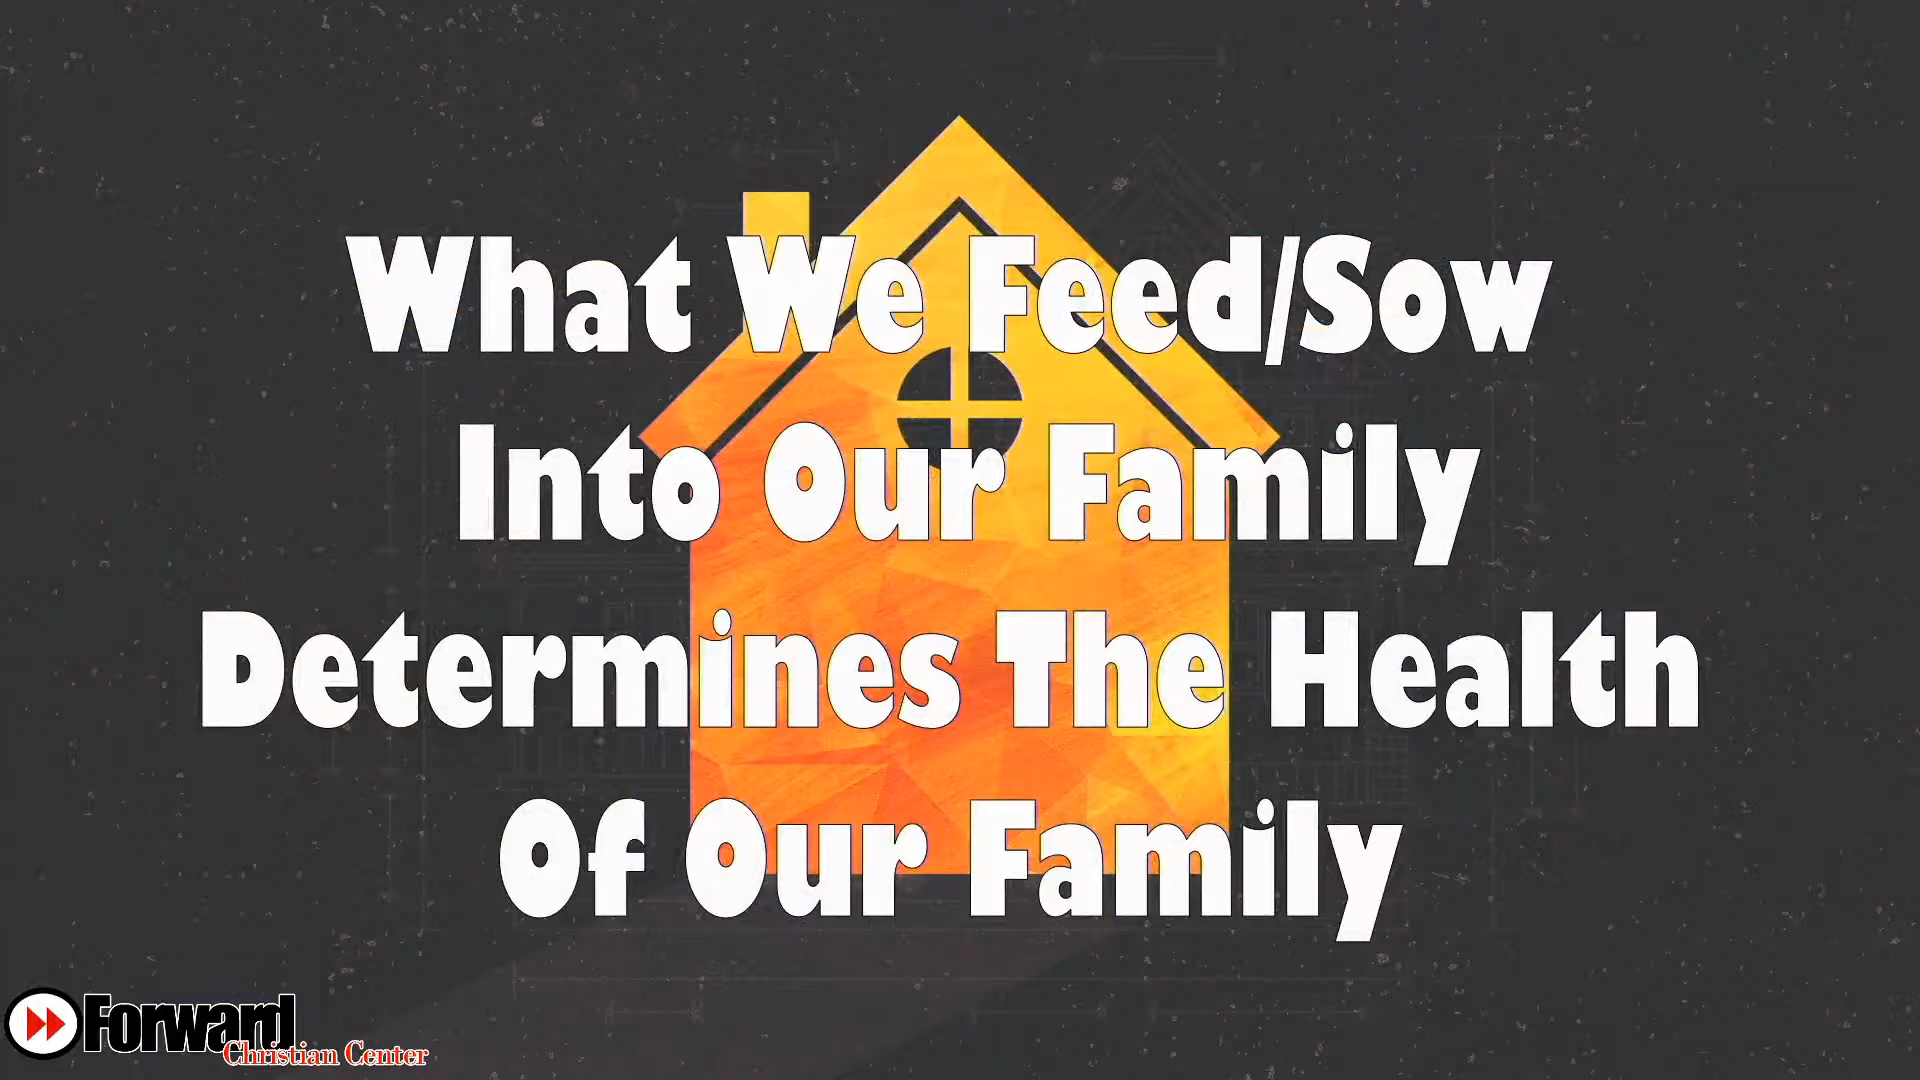 What We Feed/Sow
Into Our Family
Determines The Health
Of Our Family
Forward
Christian Center